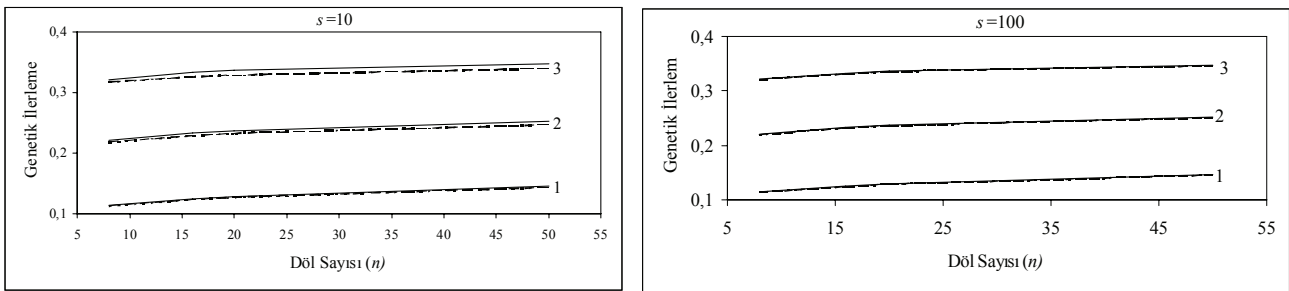 s=10
Genetik İlerleme
0,4
0,3
0,2
0,1
3
2
1
5 10 15 20 25 30 35 40 45 50 55
Döl Sayısı (n)
s=100
Genetik İlerlem
0,4
0,3
0,2
0,1
3
2
1
5 15 25 35 45 55
Döl Sayısı (n)